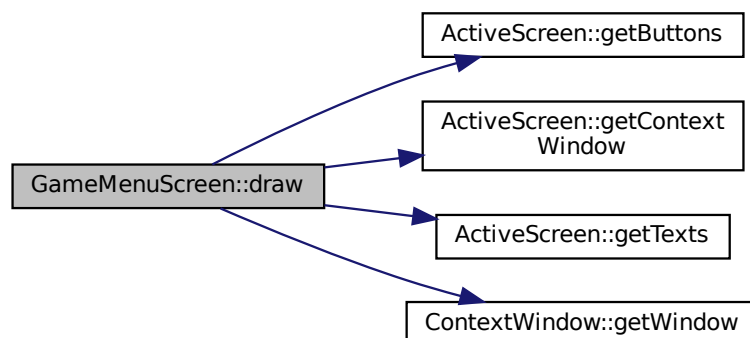 ActiveScreen::getButtons
ActiveScreen::getContext
Window
GameMenuScreen::draw
ActiveScreen::getTexts
ContextWindow::getWindow